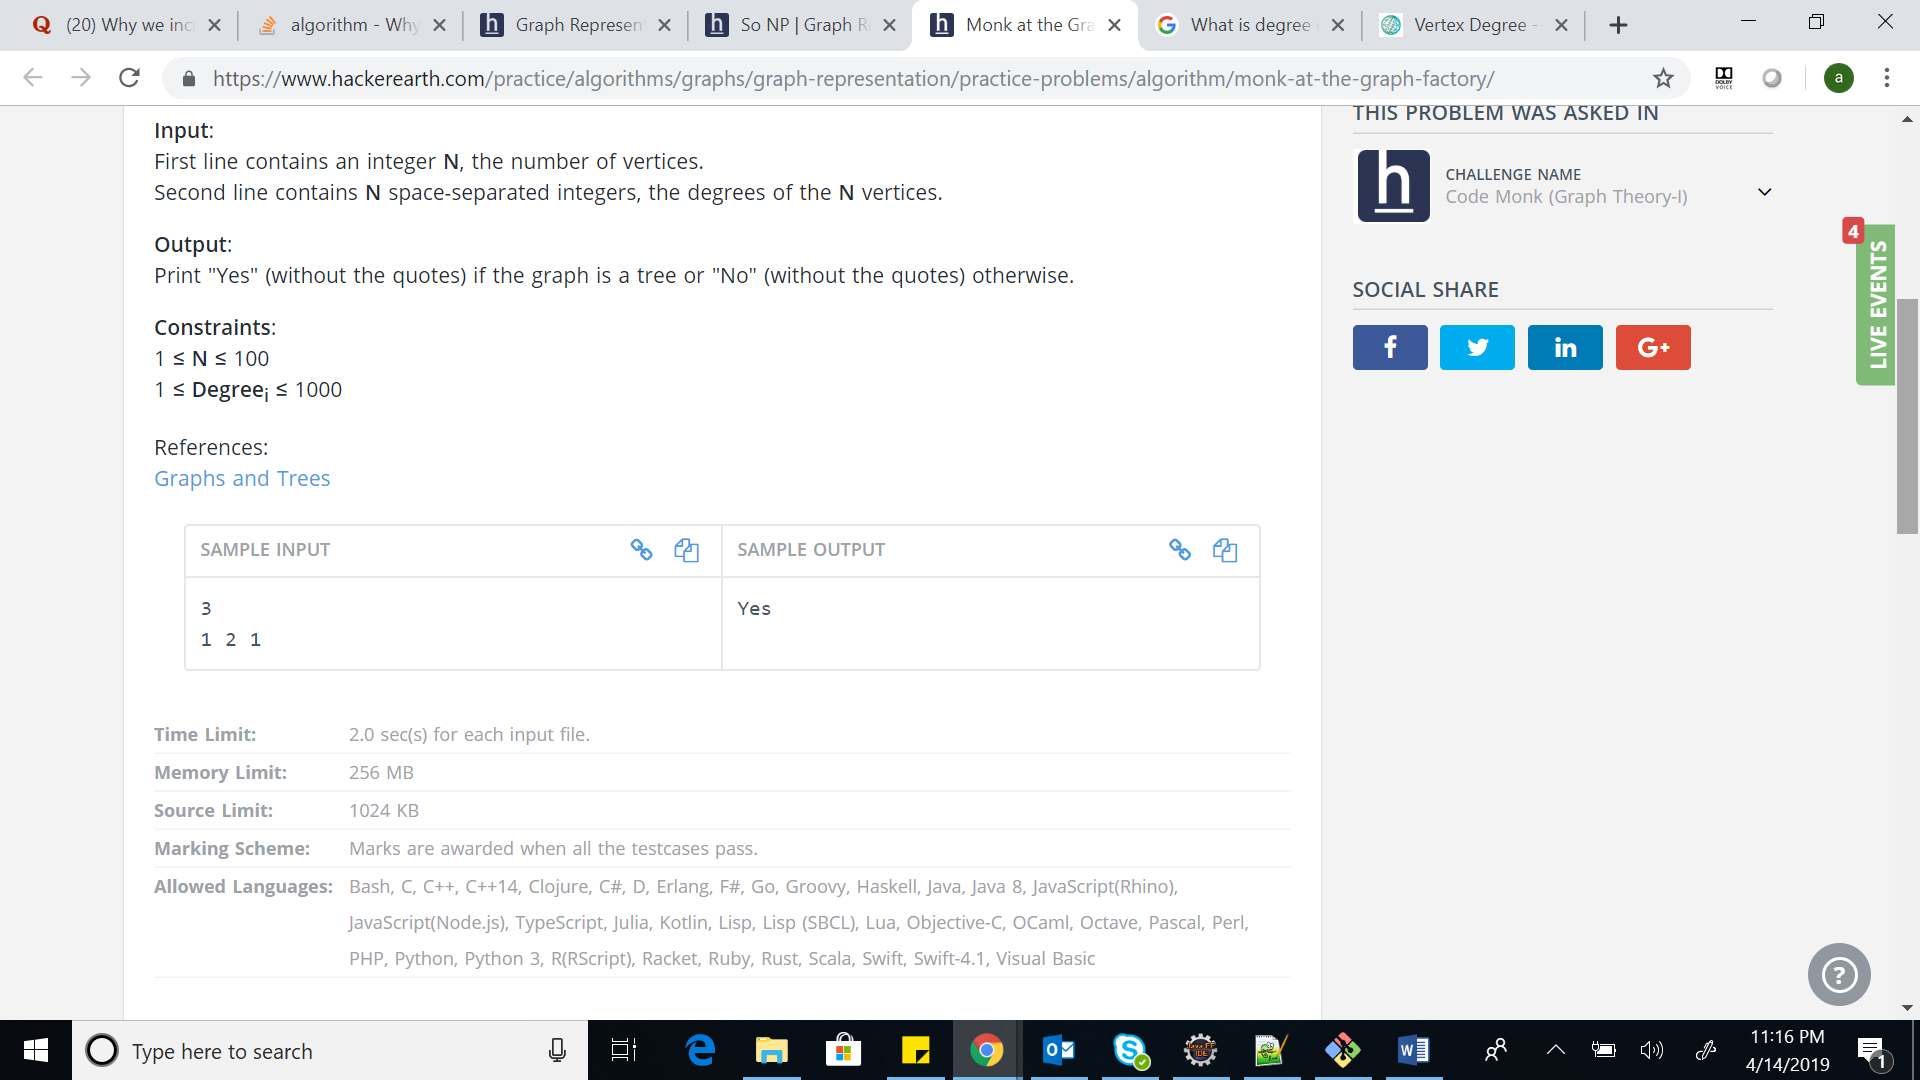 (20) Why we inc
algorithm - Why
Graph Represen
So NP | Graph R
Monk at the Gra
What is degree
Vertex Degree -
https://www.hackerearth.com/practice/algorithms/graphs/graph-representation/practice-problems/algorithm/monk-at-the-graph-factory/
DOLBY VOICE
a
Input:
First line contains an integer N, the number of vertices.
Second line contains N space-separated integers, the degrees of the N vertices.
Output:
Print "Yes" (without the quotes) if the graph is a tree or "No" (without the quotes) otherwise.
Constraints:
1 ≤ N ≤ 100
1 ≤ Degreei ≤ 1000
References:
Graphs and Trees
SAMPLE INPUT
SAMPLE OUTPUT
3
1 2 1
Yes
Time Limit: 2.0 sec(s) for each input file.
Memory Limit: 256 MB
Source Limit: 1024 KB
Marking Scheme: Marks are awarded when all the testcases pass.
Allowed Languages: Bash, C, C++, C++14, Clojure, C#, D, Erlang, F#, Go, Groovy, Haskell, Java, Java 8, JavaScript(Rhino),
JavaScript(Node.js), TypeScript, Julia, Kotlin, Lisp, Lisp (SBCL), Lua, Objective-C, OCaml, Octave, Pascal, Perl,
PHP, Python, Python 3, R(RScript), Racket, Ruby, Rust, Scala, Swift, Swift-4.1, Visual Basic
THIS PROBLEM WAS ASKED IN
h
CHALLENGE NAME
Code Monk (Graph Theory-I)
SOCIAL SHARE
f
in
G+
4
LIVE EVENTS
?
Type here to search
11:16 PM
4/14/2019
1